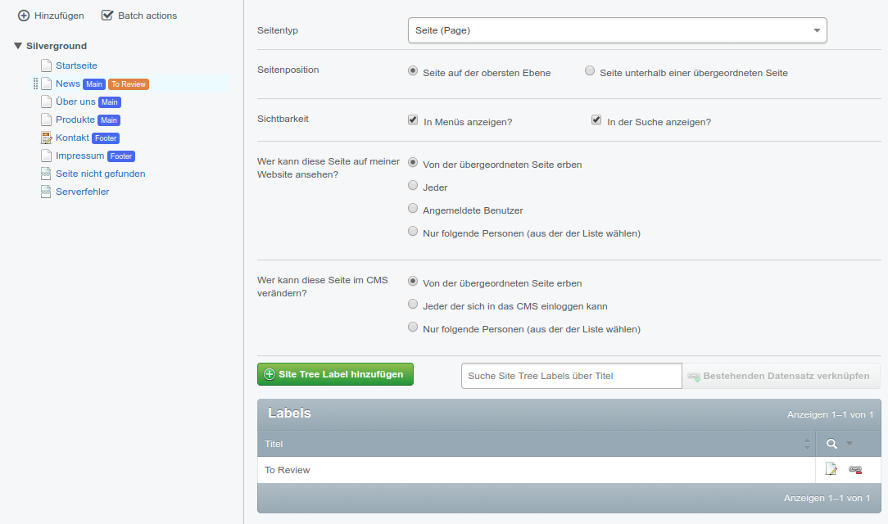 Hinzufügen Batch actions
Silverground
Startseite
News Main To Review
Über uns Main
Produkte Main
Kontakt Footer
Impressum Footer
Seite nicht gefunden
Serverfehler
Seitentyp Seite (Page)
Seitenposition Seite auf der obersten Ebene Seite unterhalb einer übergeordneten Seite
Sichtbarkeit In Menüs anzeigen? In der Suche anzeigen?
Wer kann diese Seite auf meiner
Website ansehen?
Von der übergeordneten Seite erben
Jeder
Angemeldete Benutzer
Nur folgende Personen (aus der der Liste wählen)
Wer kann diese Seite im CMS
verändern?
Von der übergeordneten Seite erben
Jeder der sich in das CMS einloggen kann
Nur folgende Personen (aus der der Liste wählen)
Site Tree Label hinzufügen Suche Site Tree Labels über Titel Bestehenden Datensatz verknüpfen
Labels Anzeigen 1–1 von 1
Titel
To Review
Anzeigen 1–1 von 1